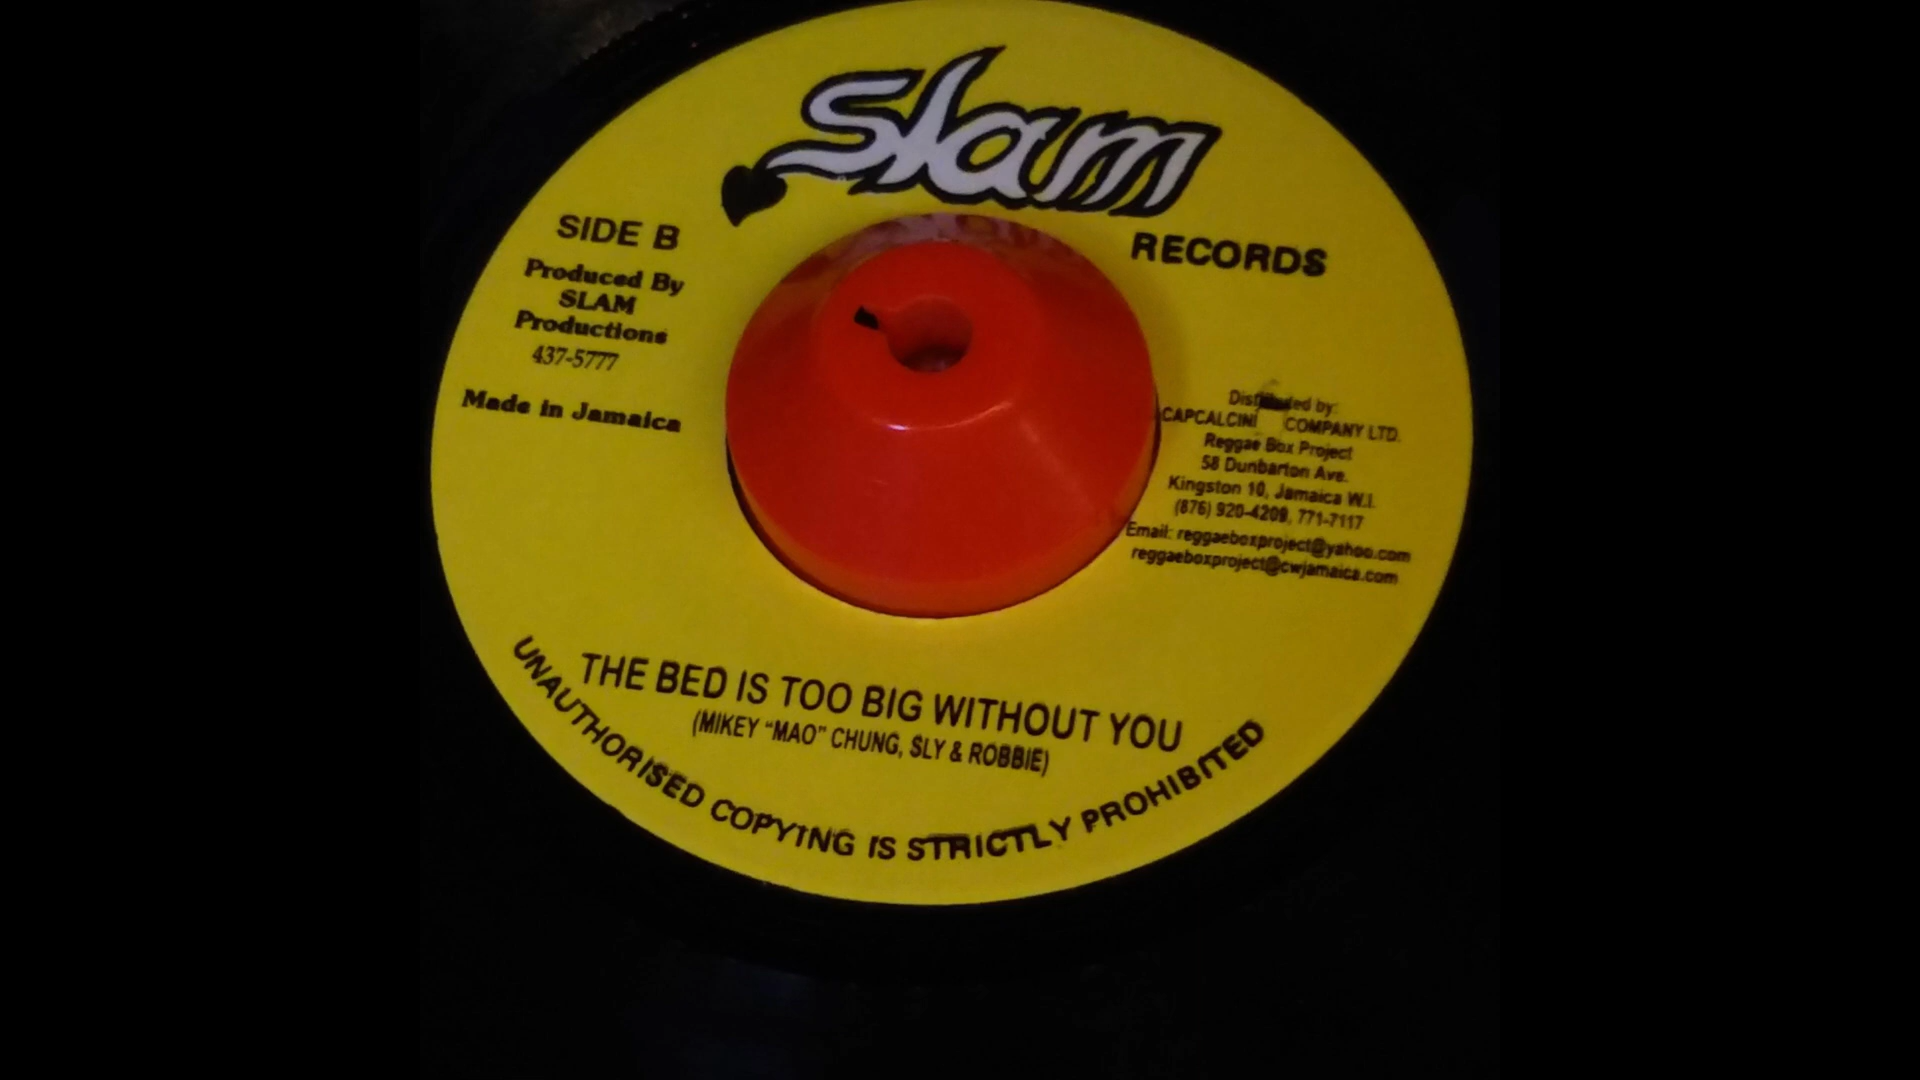 Slam
RECORDS
SIDE B
Produced By
SLAM
Productions
437-5777
Made in Jamaica
Distributed by:
CAPCALCINI COMPANY LTD.
Reggae Box Project
58 Dunbarton Ave.
Kingston 10, Jamaica W.I.
(876) 920-4209, 771-7117
Email: reggaeboxproject@yahoo.com
reggaeboxproject@cwjamaica.com
THE BED IS TOO BIG WITHOUT YOU
(MIKEY "MAO" CHUNG, SLY & ROBBIE)
UNAUTHORISED COPYING IS STRICTLY PROHIBITED